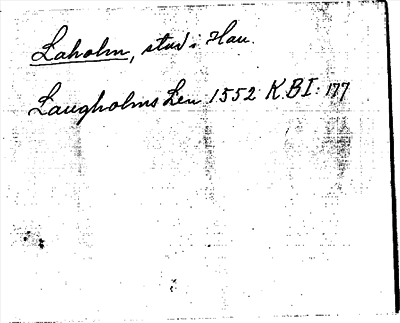 Laholm, stad i Hall.
Laugholms Len 1552 K.B I: 177